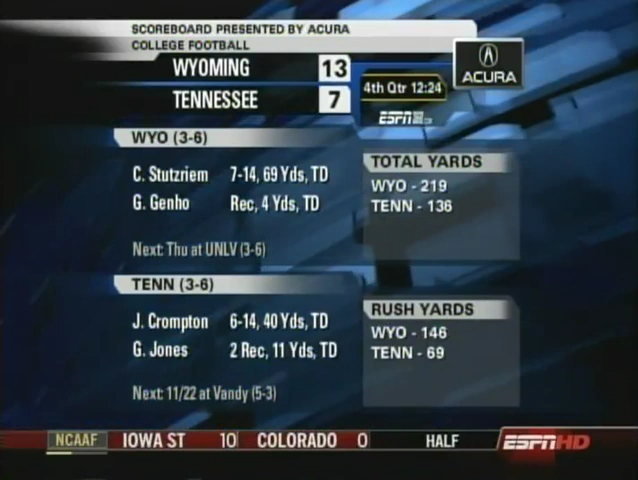 SCOREBOARD PRESENTED BY ACURA
COLLEGE FOOTBALL
WYOMING 13
TENNESSEE 7
4th Qtr 12:24
ACURA
WYO (3-6)
C. Stutzriem 7-14, 69 Yds, TD
G. Genho Rec, 4 Yds, TD
Next: Thu at UNLV (3-6)
TOTAL YARDS
WYO - 219
TENN - 136
TENN (3-6)
J. Crompton 6-14, 40 Yds, TD
G. Jones 2 Rec, 11 Yds, TD
Next: 11/22 at Vandy (5-3)
RUSH YARDS
WYO - 146
TENN - 69
NCAAF IOWA ST 10 COLORADO 0 HALF ESPN HD